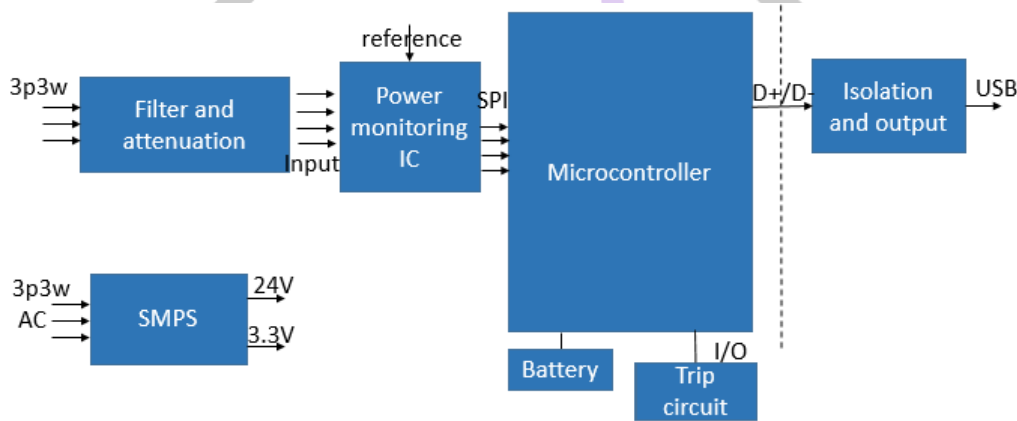 reference
3p3w
Filter and
attenuation
Input
Power
monitoring
IC
SPI
Microcontroller
D+/D-
Isolation
and output
USB
3p3w
AC
SMPS
24V
3.3V
Battery
I/O
Trip
circuit